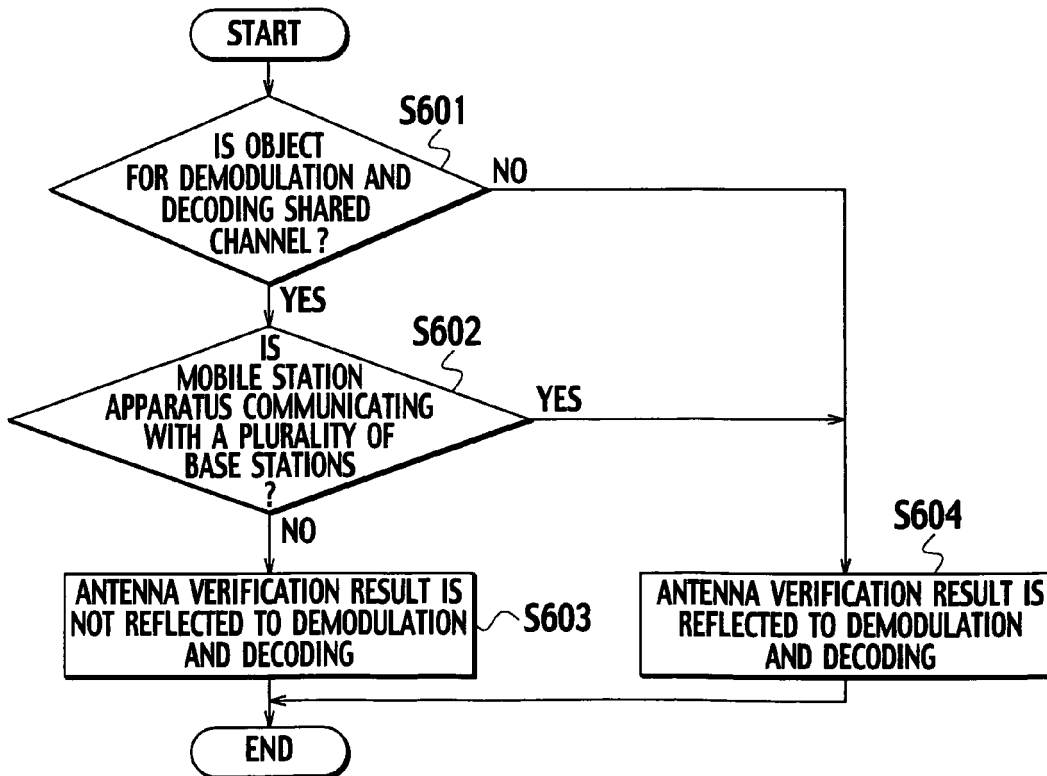 START
S601
IS OBJECT
FOR DEMODULATION AND
DECODING SHARED
CHANNEL?
NO
YES
S602
IS
MOBILE STATION
APPARATUS COMMUNICATING
WITH A PLURALITY OF
BASE STATIONS
?
YES
NO
ANTENNA VERIFICATION RESULT IS
NOT REFLECTED TO DEMODULATION
AND DECODING
S603
S604
ANTENNA VERIFICATION RESULT IS
REFLECTED TO DEMODULATION
AND DECODING
END